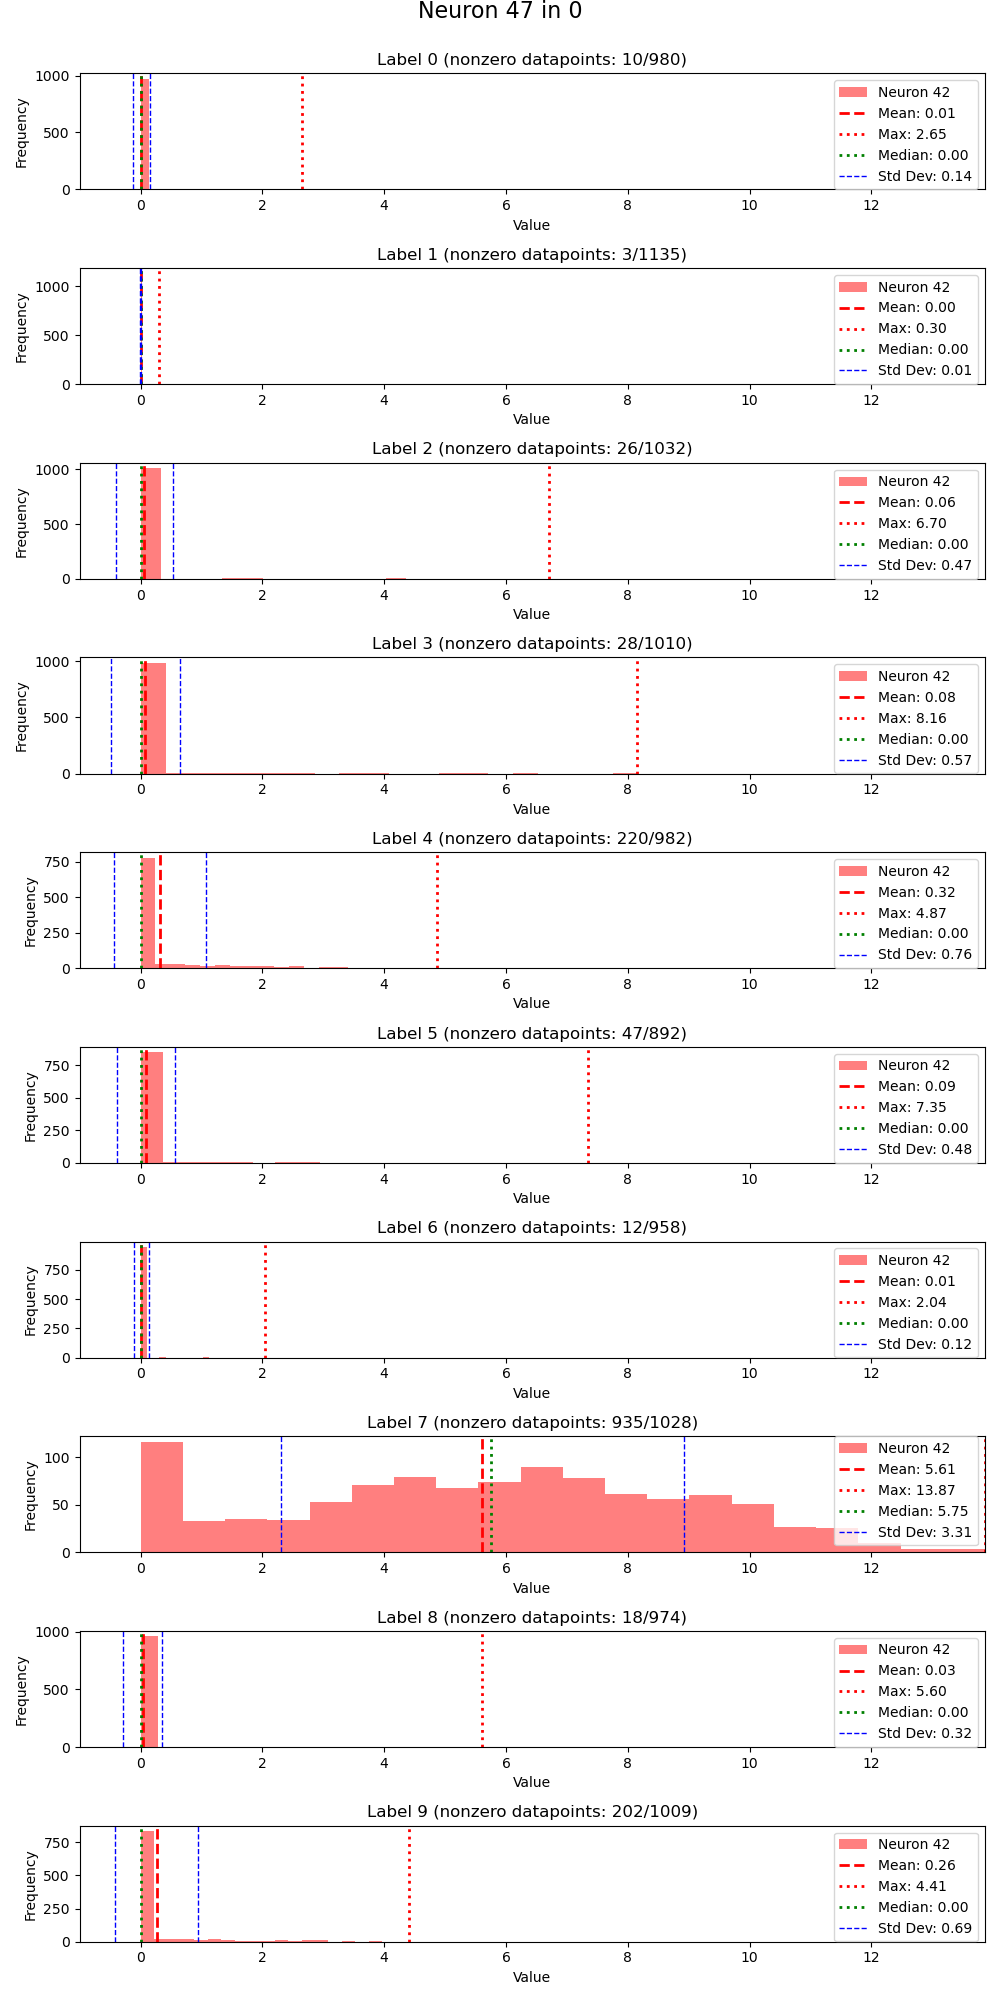 Neuron 47 in 0
Label 0 (nonzero datapoints: 10/980)
Frequency
1000
500
0
Neuron 42
Mean: 0.01
Max: 2.65
Median: 0.00
Std Dev: 0.14
0 2 4 6 8 10 12
Value
Label 1 (nonzero datapoints: 3/1135)
Frequency
1000
500
0
Neuron 42
Mean: 0.00
Max: 0.30
Median: 0.00
Std Dev: 0.01
0 2 4 6 8 10 12
Value
Label 2 (nonzero datapoints: 26/1032)
Frequency
1000
500
0
Neuron 42
Mean: 0.06
Max: 6.70
Median: 0.00
Std Dev: 0.47
0 2 4 6 8 10 12
Value
Label 3 (nonzero datapoints: 28/1010)
Frequency
1000
500
0
Neuron 42
Mean: 0.08
Max: 8.16
Median: 0.00
Std Dev: 0.57
0 2 4 6 8 10 12
Value
Label 4 (nonzero datapoints: 220/982)
Frequency
750
500
250
0
Neuron 42
Mean: 0.32
Max: 4.87
Median: 0.00
Std Dev: 0.76
0 2 4 6 8 10 12
Value
Label 5 (nonzero datapoints: 47/892)
Frequency
750
500
250
0
Neuron 42
Mean: 0.09
Max: 7.35
Median: 0.00
Std Dev: 0.48
0 2 4 6 8 10 12
Value
Label 6 (nonzero datapoints: 12/958)
Frequency
750
500
250
0
Neuron 42
Mean: 0.01
Max: 2.04
Median: 0.00
Std Dev: 0.12
0 2 4 6 8 10 12
Value
Label 7 (nonzero datapoints: 935/1028)
Frequency
100
50
0
Neuron 42
Mean: 5.61
Max: 13.87
Median: 5.75
Std Dev: 3.31
0 2 4 6 8 10 12
Value
Label 8 (nonzero datapoints: 18/974)
Frequency
1000
500
0
Neuron 42
Mean: 0.03
Max: 5.60
Median: 0.00
Std Dev: 0.32
0 2 4 6 8 10 12
Value
Label 9 (nonzero datapoints: 202/1009)
Frequency
750
500
250
0
Neuron 42
Mean: 0.26
Max: 4.41
Median: 0.00
Std Dev: 0.69
0 2 4 6 8 10 12
Value